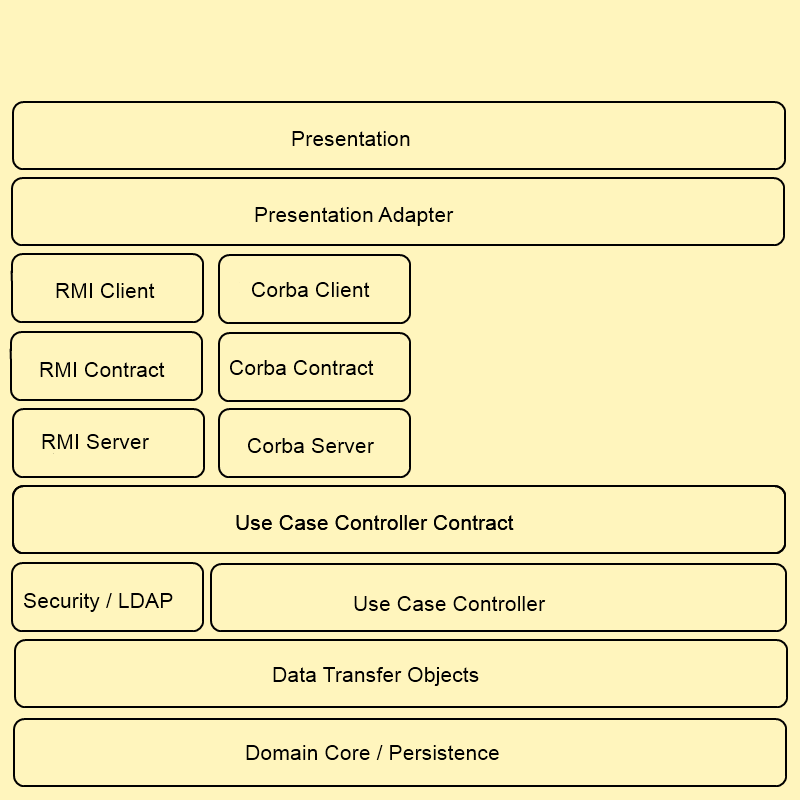 Presentation
Presentation Adapter
RMI Client
Corba Client
RMI Contract
Corba Contract
RMI Server
Corba Server
Use Case Controller Contract
Security / LDAP
Use Case Controller
Data Transfer Objects
Domain Core / Persistence